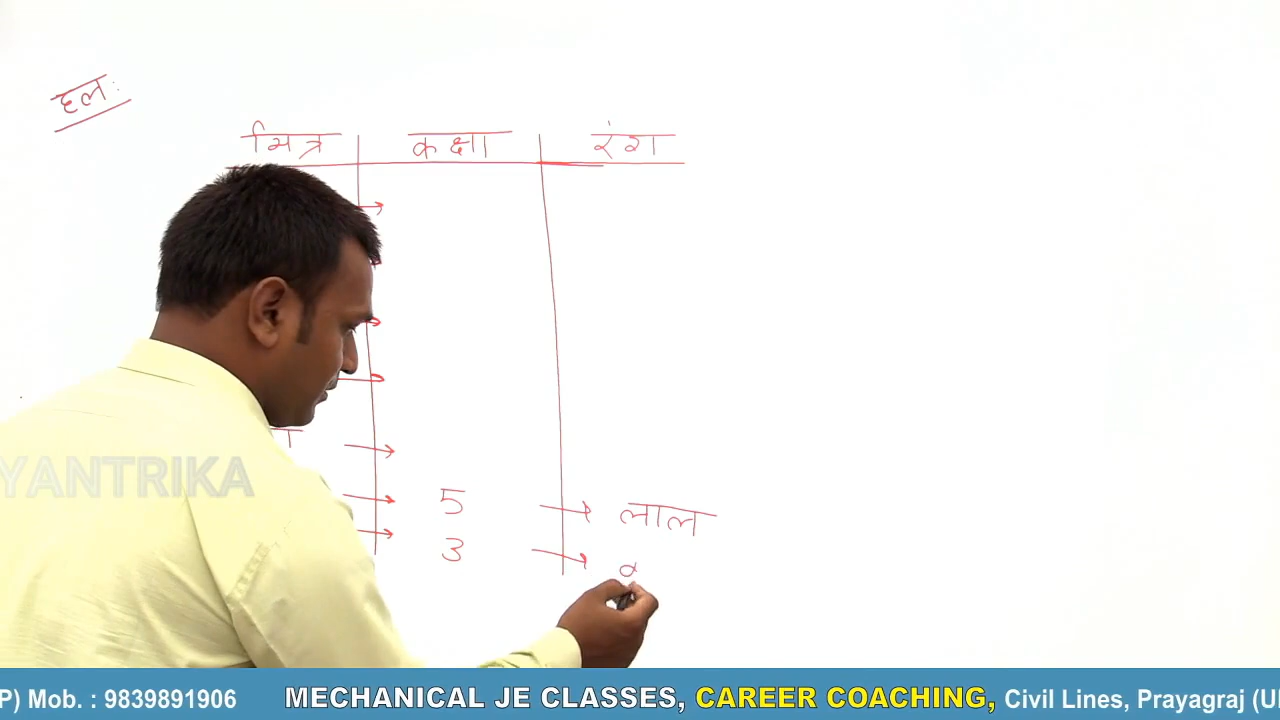 हलः
मित्र कक्षा रंग
5 लाल
3
YANTRIKA
P) Mob. : 9839891906 MECHANICAL JE CLASSES, CAREER COACHING, Civil Lines, Prayagraj (U